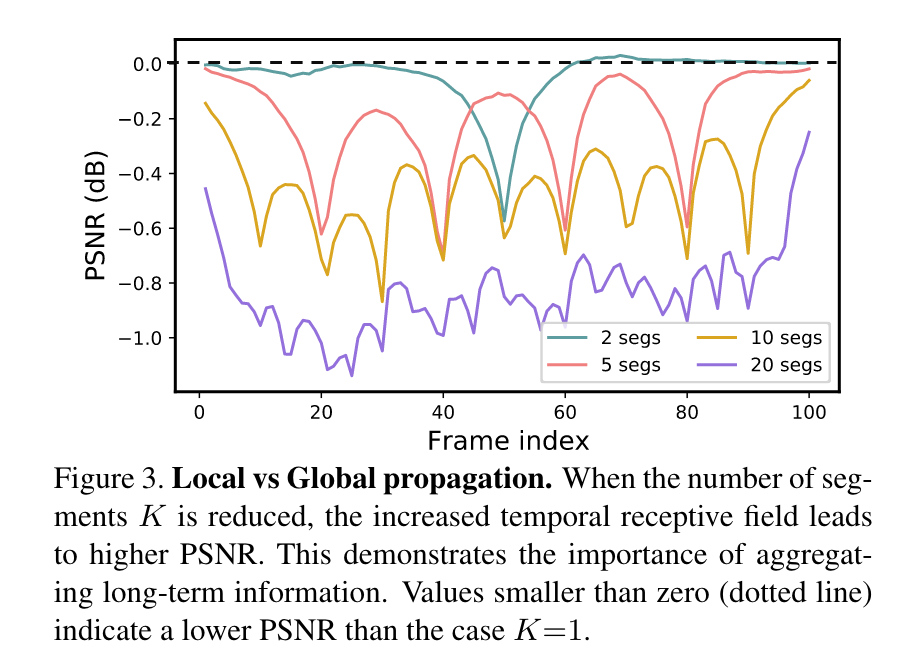 0.0
−0.2
−0.4
−0.6
−0.8
−1.0
PSNR (dB)
2 segs
5 segs
10 segs
20 segs
0 20 40 60 80 100
Frame index
Figure 3. Local vs Global propagation. When the number of seg-
ments K is reduced, the increased temporal receptive field leads
to higher PSNR. This demonstrates the importance of aggregat-
ing long-term information. Values smaller than zero (dotted line)
indicate a lower PSNR than the case K=1.